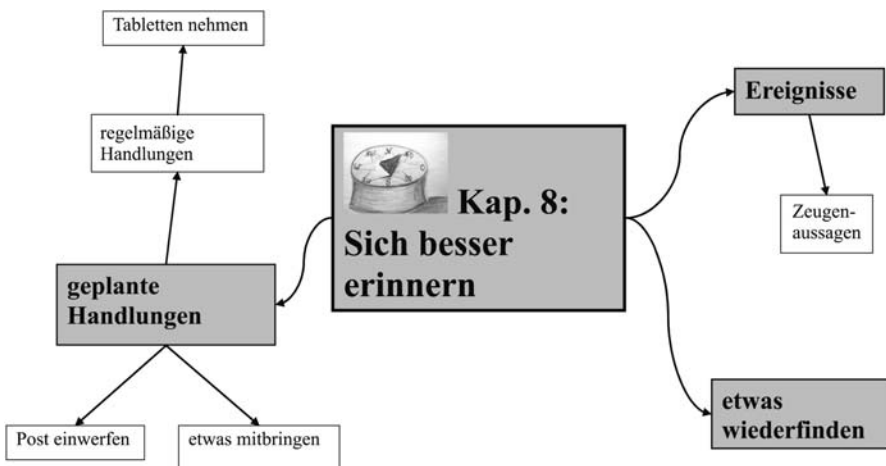 Tabletten nehmen
regelmäßige
Handlungen
geplante
Handlungen
Post einwerfen
etwas mitbringen
Kap. 8:
Sich besser
erinnern
Ereignisse
Zeugen-
aussagen
etwas
wiederfinden